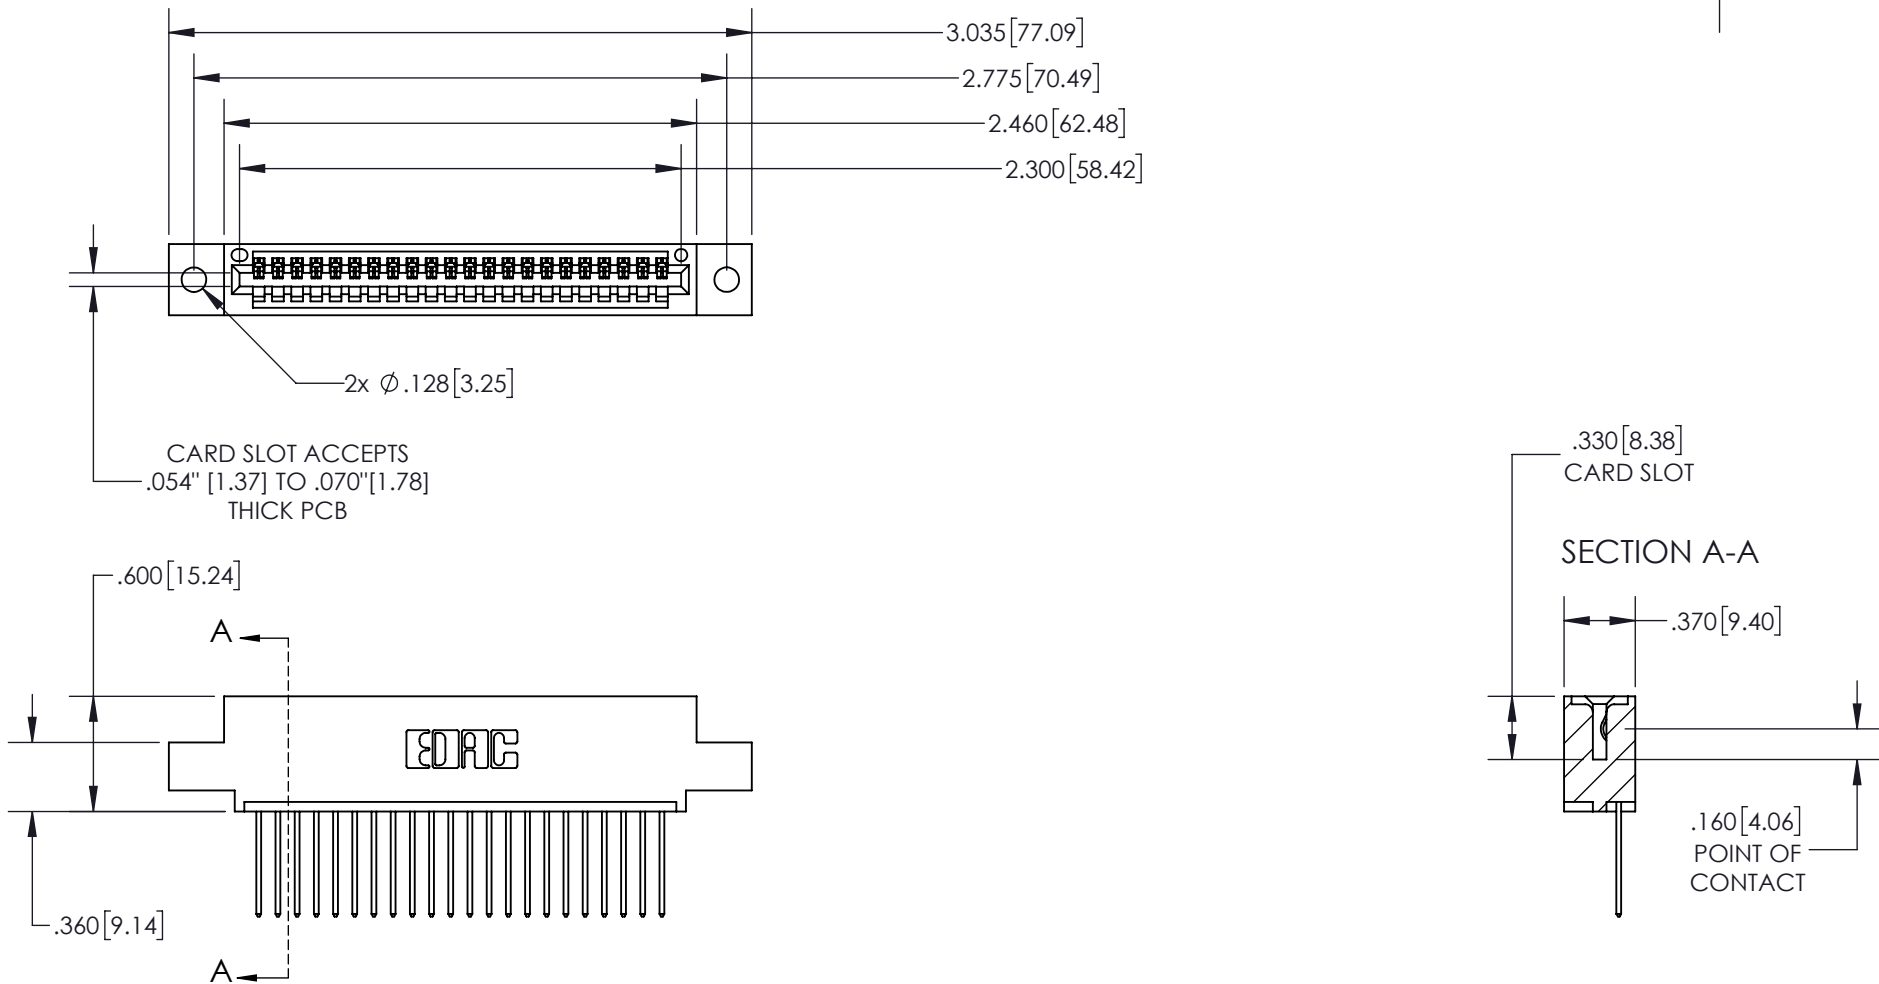 3.035[77.09]
2.775[70.49]
2.460[62.48]
2.300[58.42]
2x Ø.128[3.25]
CARD SLOT ACCEPTS
.054" [1.37] TO .070"[1.78]
THICK PCB
.330[8.38]
CARD SLOT
SECTION A-A
.600[15.24]
.370[9.40]
A
EDAC
.160[4.06]
POINT OF
CONTACT
.360[9.14]
A